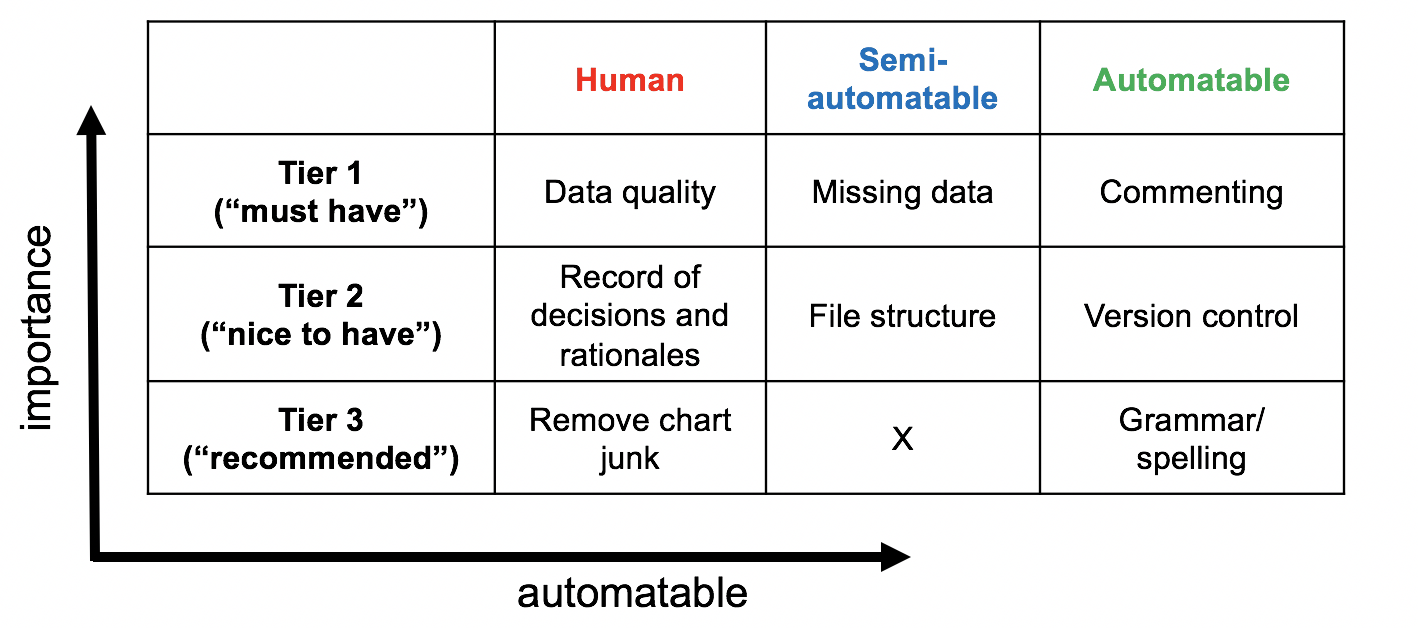 Human
Semi-
automatable
Automatable
Tier 1
(“must have”)
Data quality
Missing data
Commenting
Tier 2
(“nice to have”)
Record of
decisions and
rationales
File structure
Version control
Tier 3
(“recommended”)
Remove chart
junk
X
Grammar/
spelling
importance
automatable